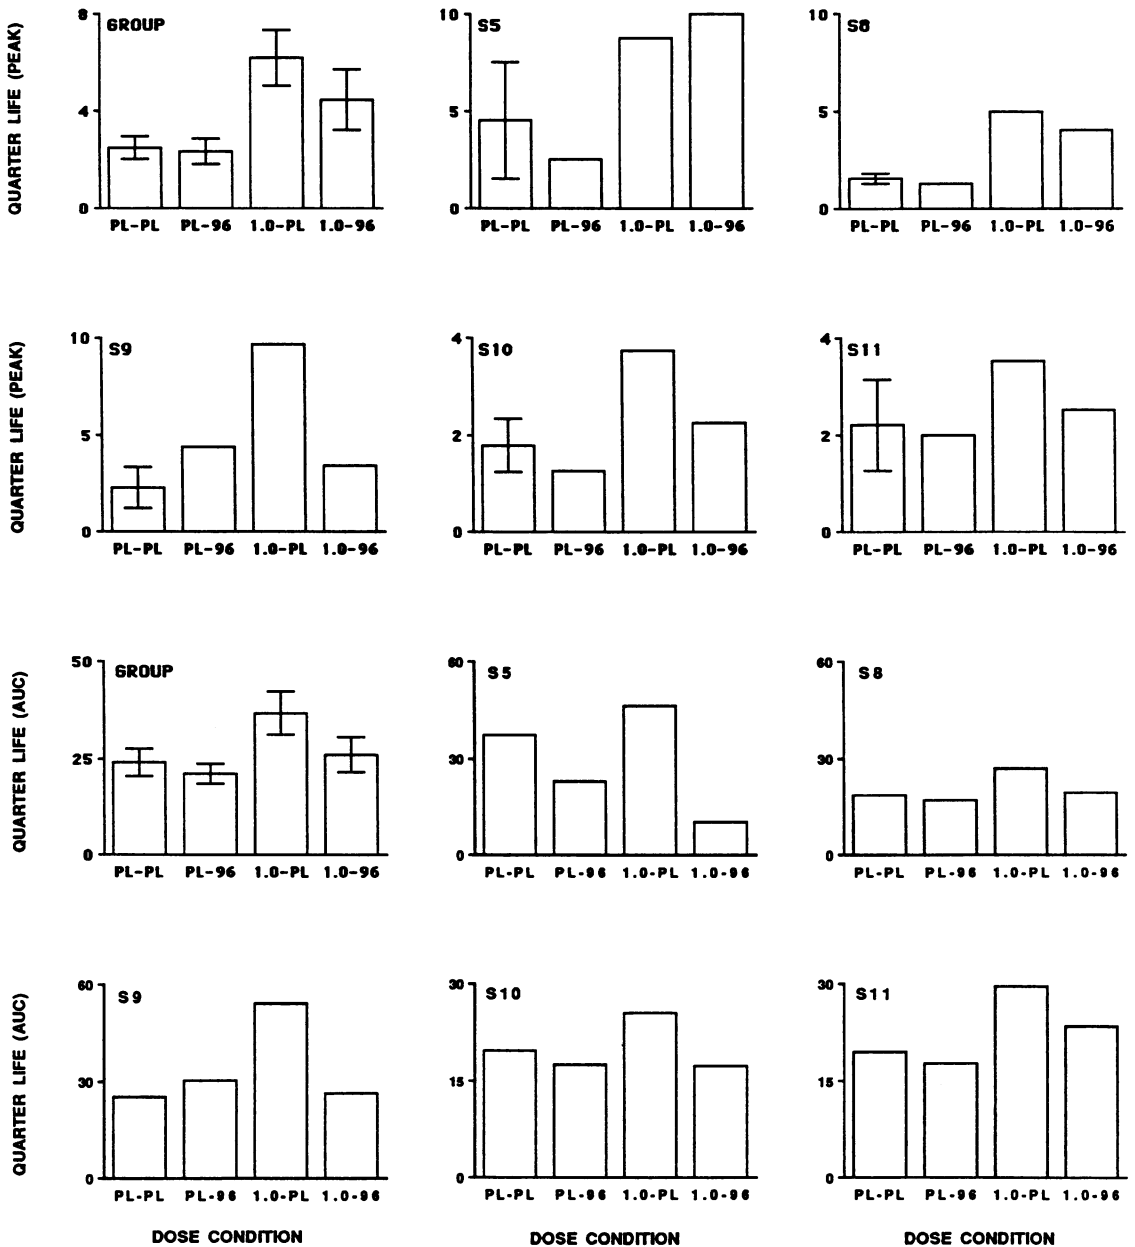 QUARTER LIFE (PEAK)
8
4
0
GROUP
PL-PL PL-96 1.0-PL 1.0-96
10
5
0
S5
PL-PL PL-96 1.0-PL 1.0-96
10
5
0
S8
PL-PL PL-96 1.0-PL 1.0-96
QUARTER LIFE (PEAK)
10
5
0
S9
PL-PL PL-96 1.0-PL 1.0-96
4
2
0
S10
PL-PL PL-96 1.0-PL 1.0-96
4
2
0
S11
PL-PL PL-96 1.0-PL 1.0-96
QUARTER LIFE (AUC)
50
25
0
GROUP
PL-PL PL-96 1.0-PL 1.0-96
60
30
0
S5
PL-PL PL-96 1.0-PL 1.0-96
60
30
0
S8
PL-PL PL-96 1.0-PL 1.0-96
QUARTER LIFE (AUC)
60
30
0
S9
PL-PL PL-96 1.0-PL 1.0-96
30
15
0
S10
PL-PL PL-96 1.0-PL 1.0-96
30
15
0
S11
PL-PL PL-96 1.0-PL 1.0-96
DOSE CONDITION
DOSE CONDITION
DOSE CONDITION